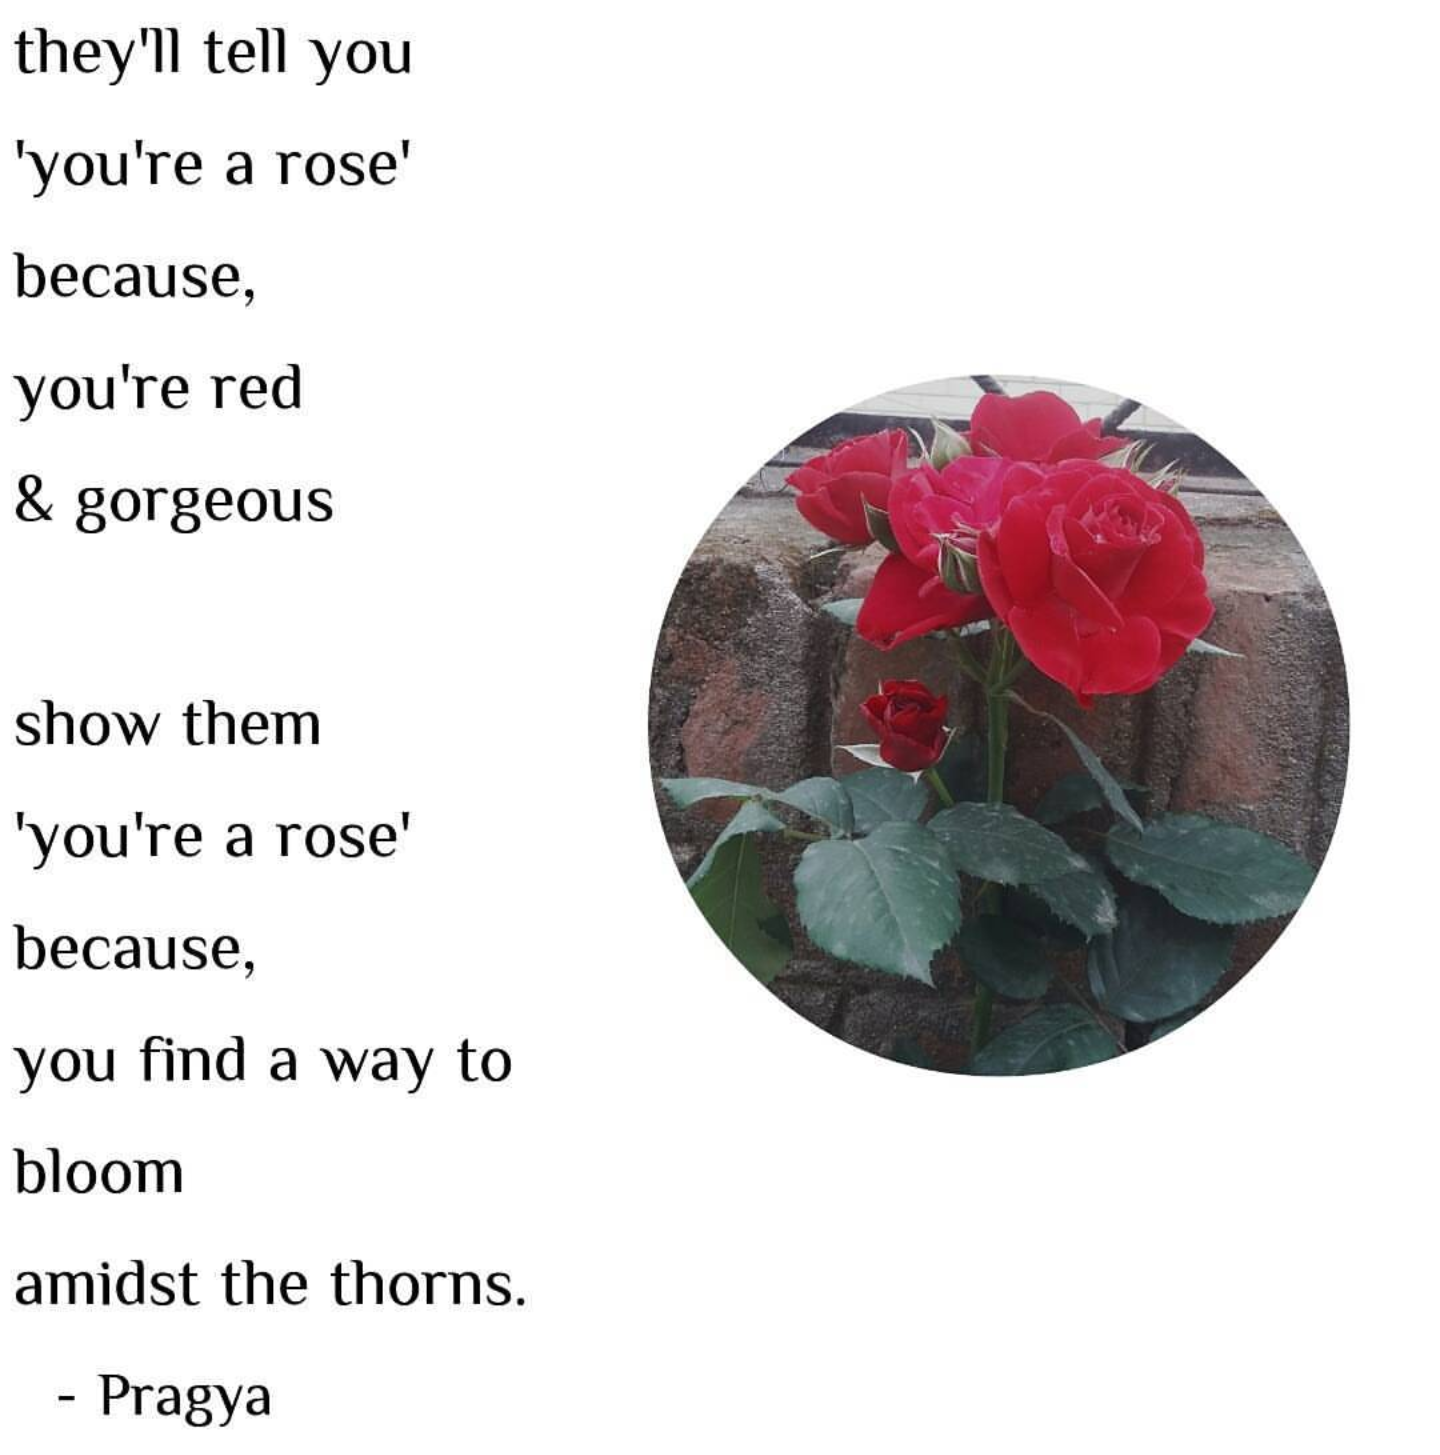 they'll tell you
'you're a rose'
because,
you're red
& gorgeous
show them
'you're a rose'
because,
you find a way to
bloom
amidst the thorns.
- Pragya